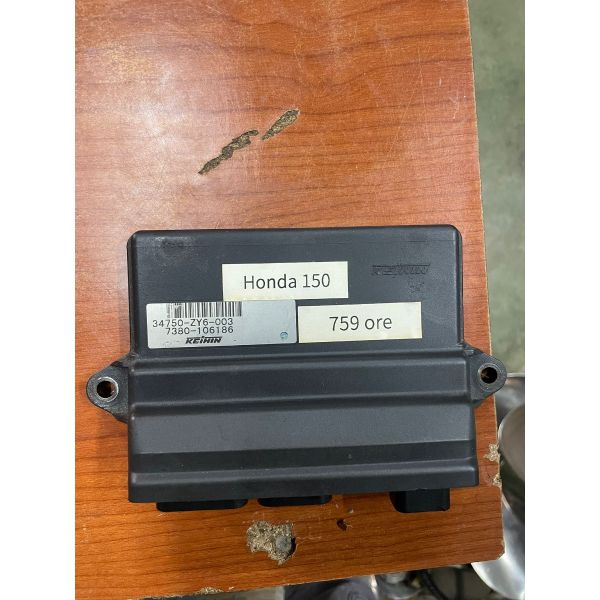 KEIHIN
Honda 150
34750-ZY6-003
7380-106186
KEIHIN
759 ore